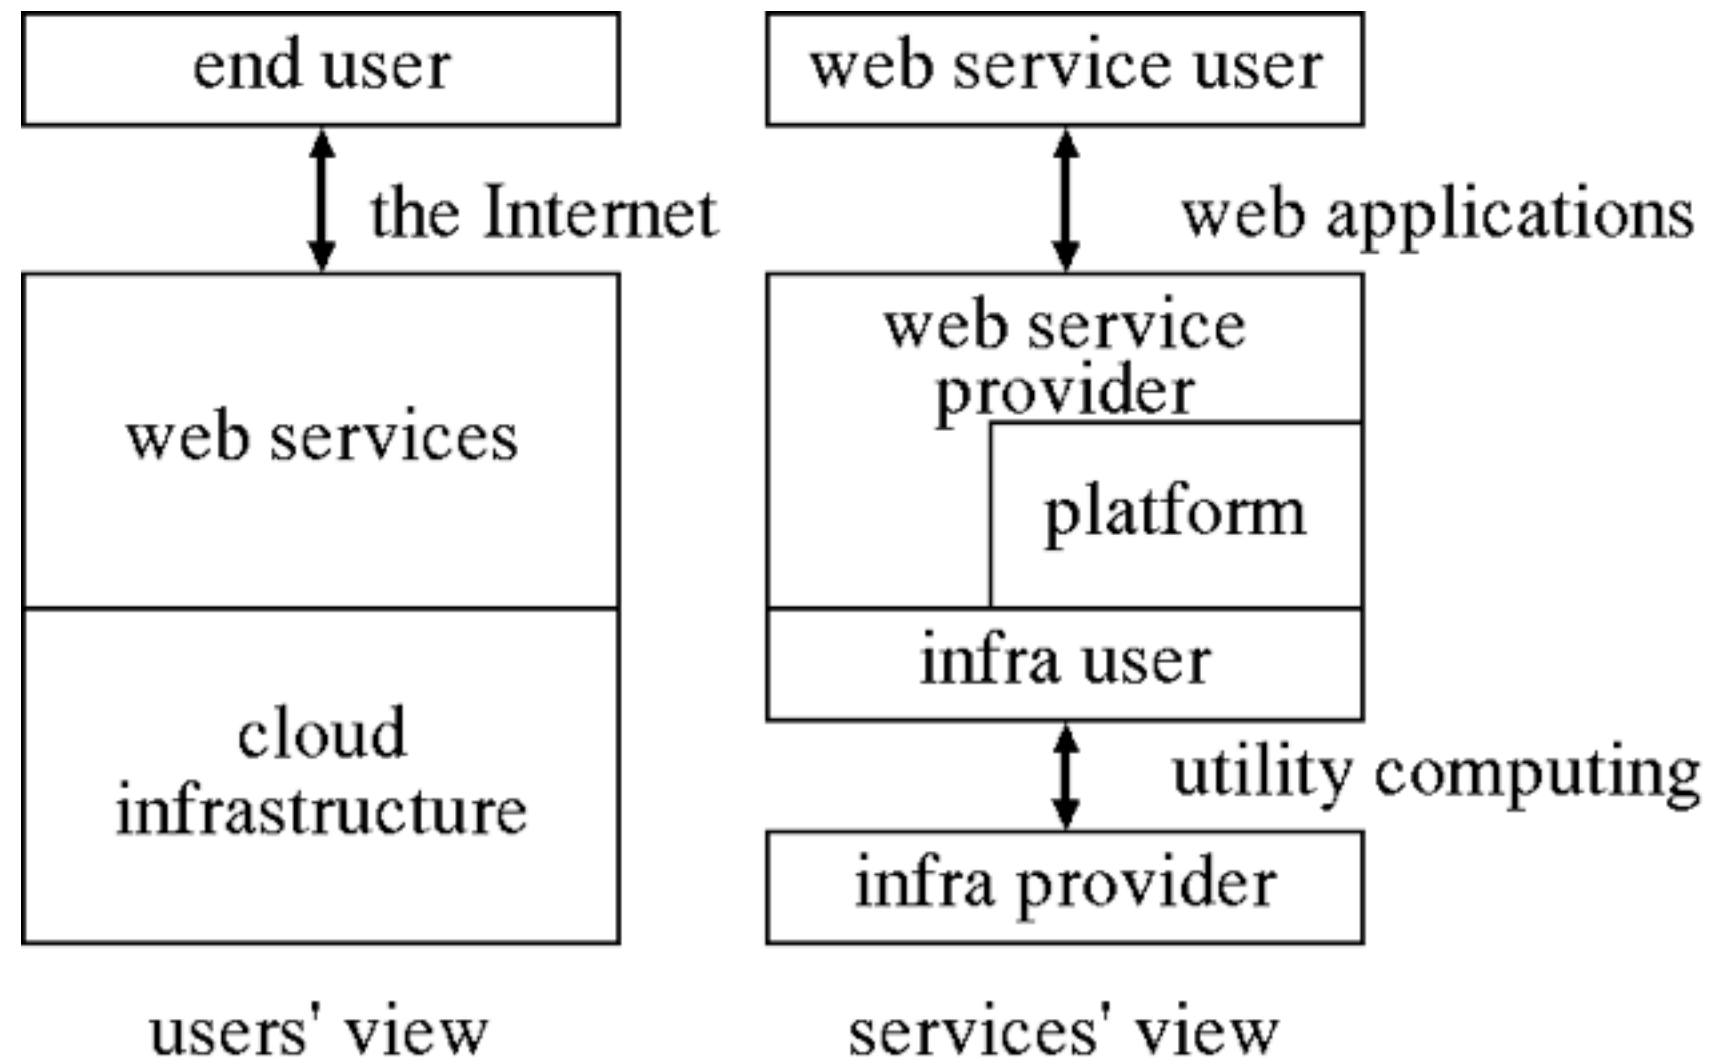 end user
the Internet
web services
cloud
infrastructure
users' view
web service user
web applications
web service
provider
platform
infra user
utility computing
infra provider
services' view